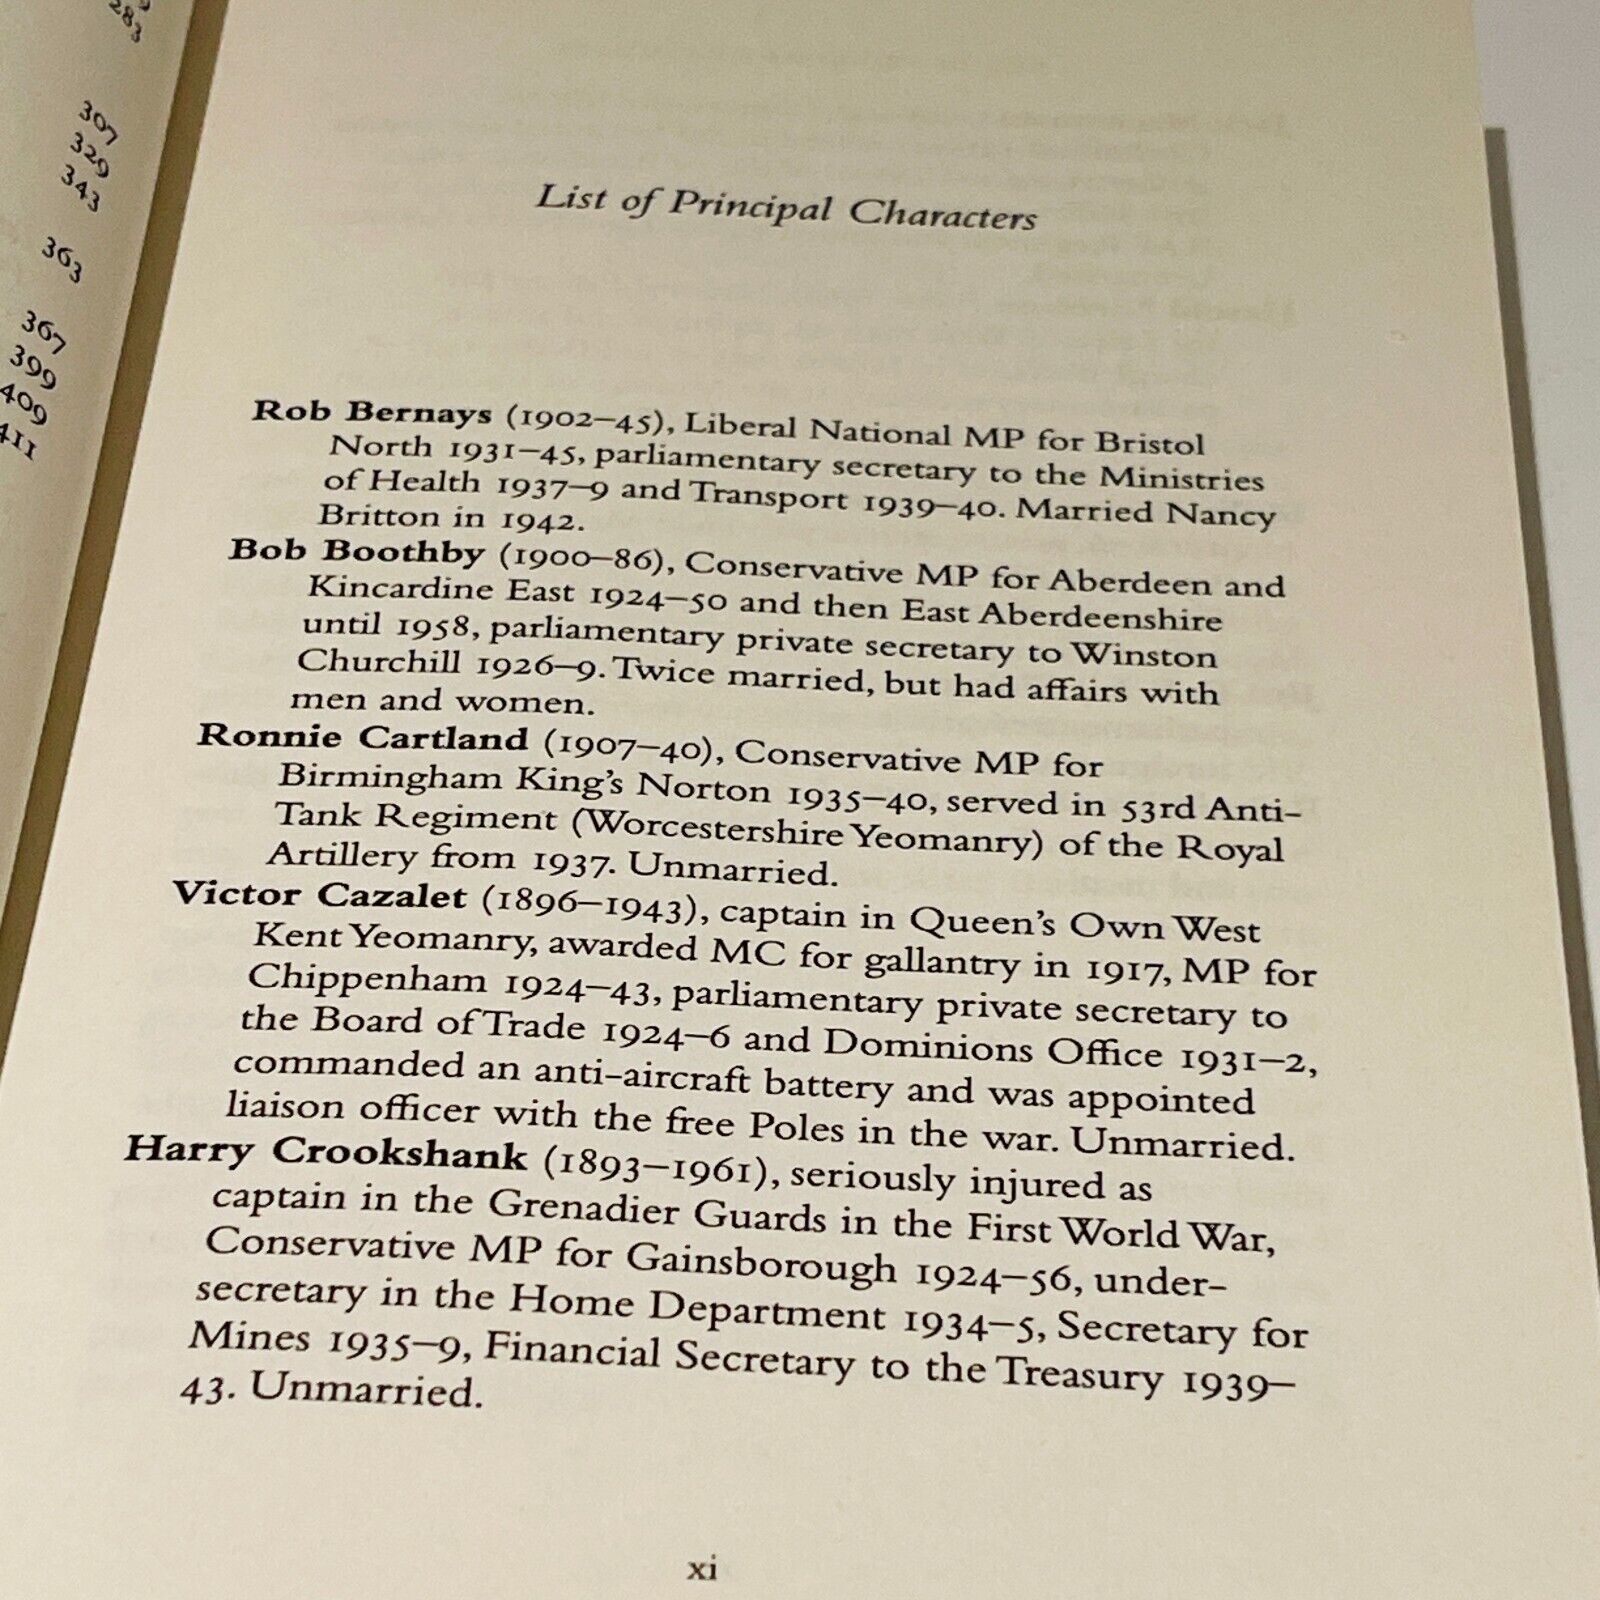 283
307
329
343
363
367
399
409
411
List of Principal Characters
Rob Bernays (1902–45), Liberal National MP for Bristol
North 1931–45, parliamentary secretary to the Ministries
of Health 1937–9 and Transport 1939–40. Married Nancy
Britton in 1942.
Bob Boothby (1900–86), Conservative MP for Aberdeen and
Kincardine East 1924–50 and then East Aberdeenshire
until 1958, parliamentary private secretary to Winston
Churchill 1926–9. Twice married, but had affairs with
men and women.
Ronnie Cartland (1907–40), Conservative MP for
Birmingham King's Norton 1935–40, served in 53rd Anti-
Tank Regiment (Worcestershire Yeomanry) of the Royal
Artillery from 1937. Unmarried.
Victor Cazalet (1896–1943), captain in Queen's Own West
Kent Yeomanry, awarded MC for gallantry in 1917, MP for
Chippenham 1924–43, parliamentary private secretary to
the Board of Trade 1924–6 and Dominions Office 1931–2,
commanded an anti-aircraft battery and was appointed
liaison officer with the free Poles in the war. Unmarried.
Harry Crookshank (1893–1961), seriously injured as
captain in the Grenadier Guards in the First World War,
Conservative MP for Gainsborough 1924–56, under-
secretary in the Home Department 1934–5, Secretary for
Mines 1935–9, Financial Secretary to the Treasury 1939–
43. Unmarried.
xi